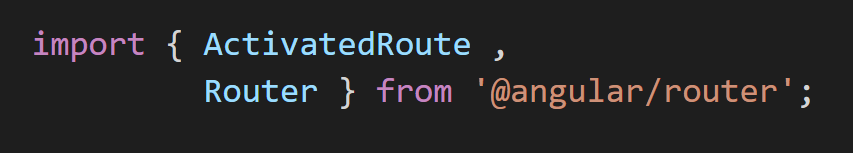 import { ActivatedRoute ,
Router } from '@angular/router';